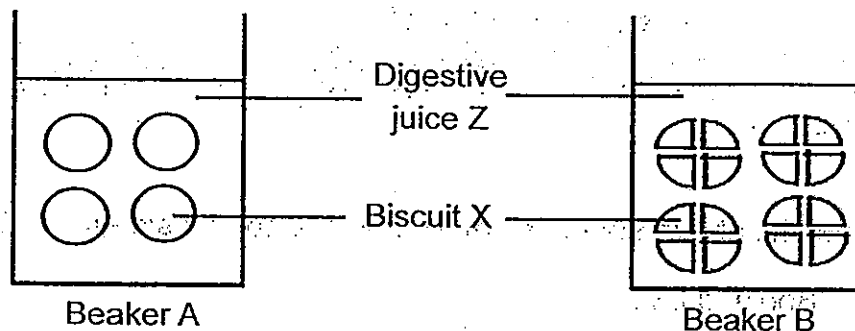 Digestive
juice Z
Biscuit X
Beaker A
Beaker B